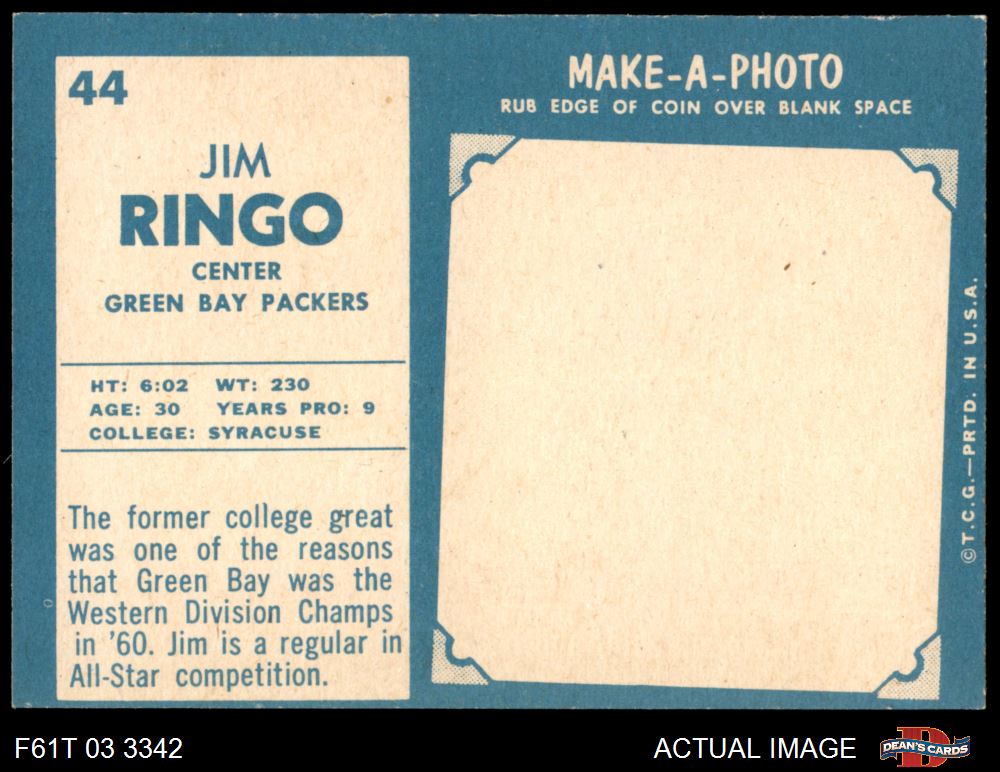 44
JIM
RINGO
CENTER
GREEN BAY PACKERS
HT: 6:02 WT: 230
AGE: 30 YEARS PRO: 9
COLLEGE: SYRACUSE
The former college great
was one of the reasons
that Green Bay was the
Western Division Champs
in '60. Jim is a regular in
All-Star competition.
MAKE-A-PHOTO
RUB EDGE OF COIN OVER BLANK SPACE
©T.C.G.—PRTD. IN U.S.A.
F61T 03 3342
ACTUAL IMAGE
D
DEAN'S CARDS